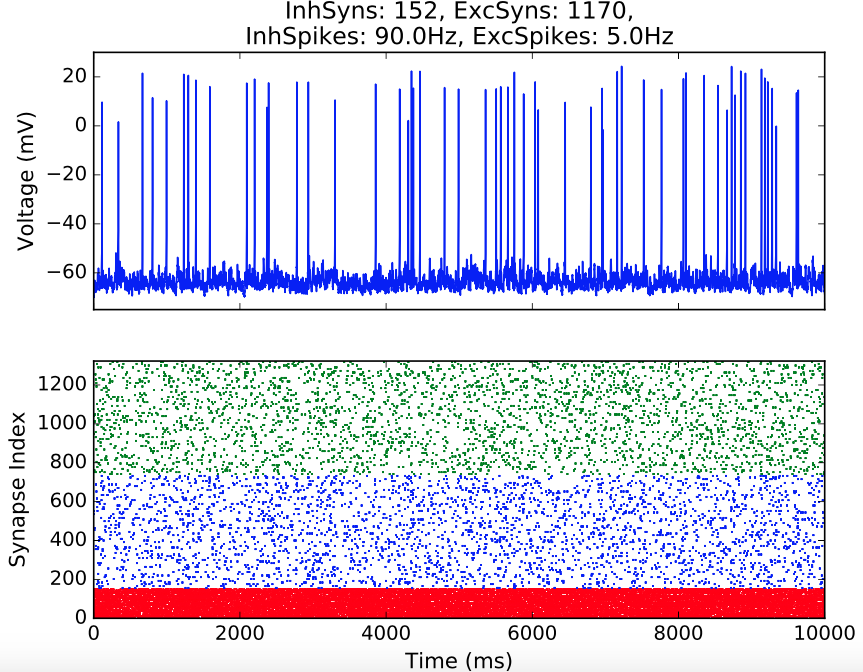 InhSyns: 152, ExcSyns: 1170,
InhSpikes: 90.0Hz, ExcSpikes: 5.0Hz
20
0
−20
−40
−60
Voltage (mV)
1200
1000
800
600
400
200
0
Synapse Index
0 2000 4000 6000 8000 10000
Time (ms)